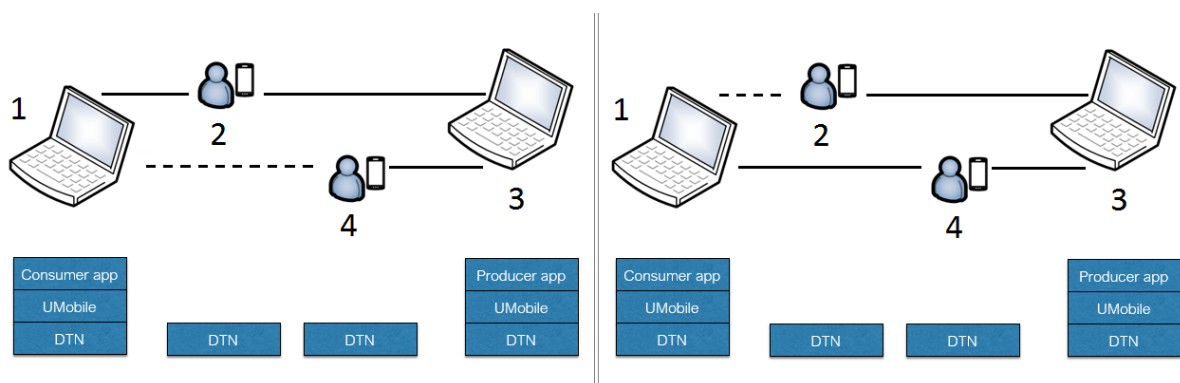 1
2
3
4
Consumer app
UMobile
DTN
DTN
DTN
Producer app
UMobile
DTN
1
2
3
4
Consumer app
UMobile
DTN
DTN
DTN
Producer app
UMobile
DTN